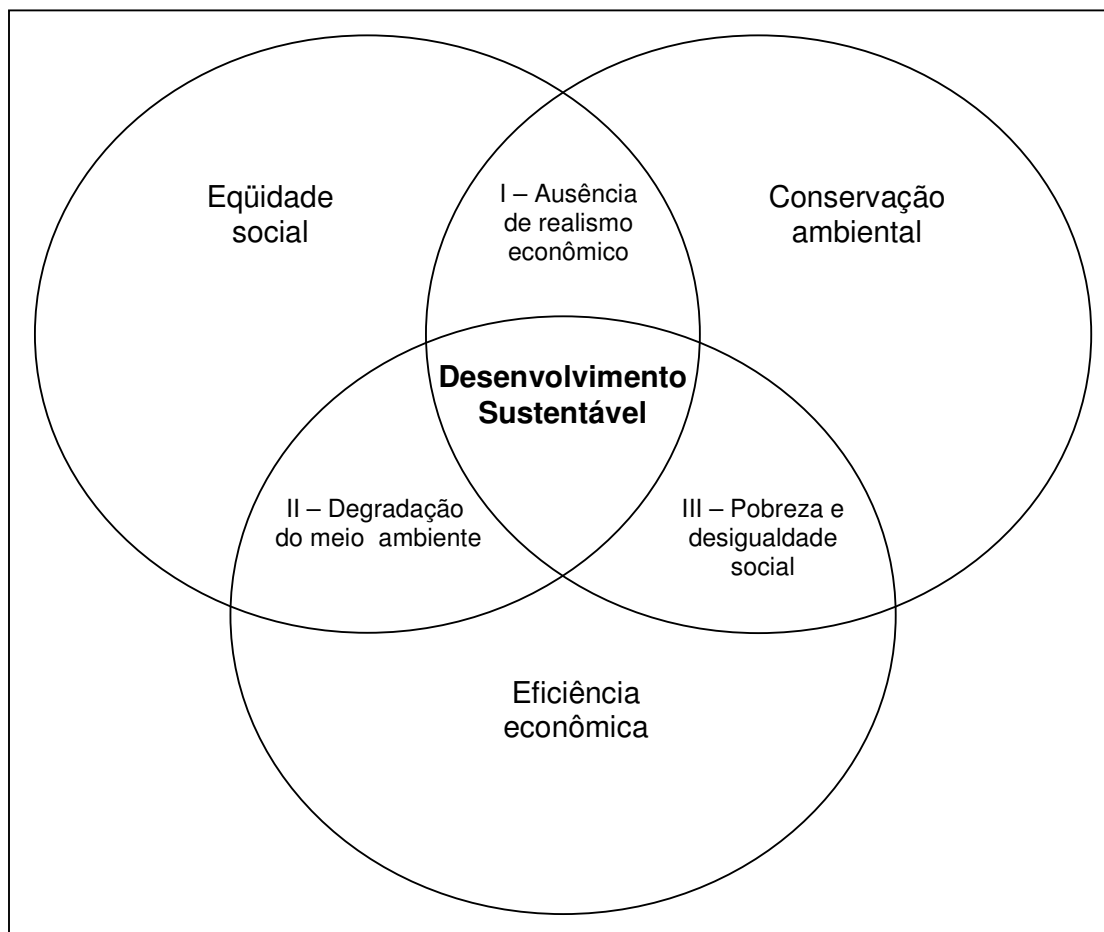 Eqüidade
social
I – Ausência
de realismo
econômico
Conservação
ambiental
Desenvolvimento
Sustentável
II – Degradação
do meio ambiente
III – Pobreza e
desigualdade
social
Eficiência
econômica